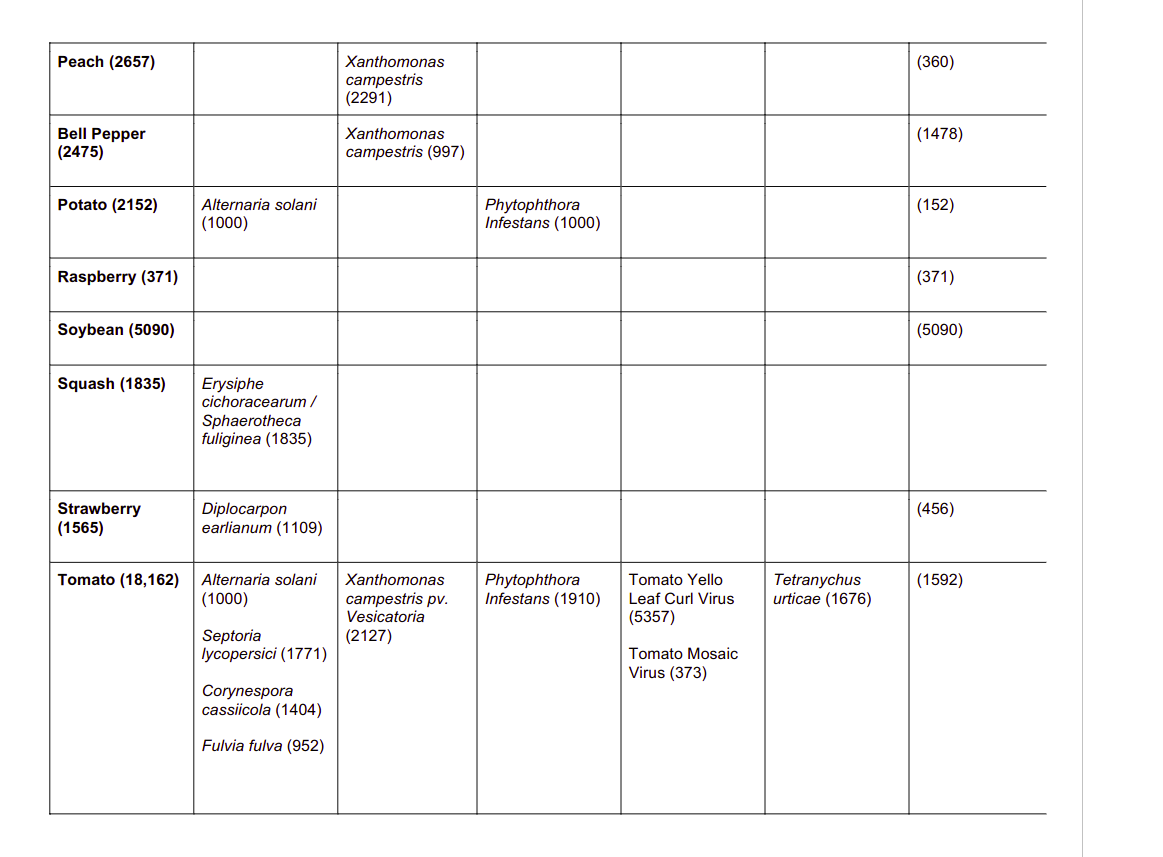 Peach (2657)
Xanthomonas
campestris
(2291)
(360)
Bell Pepper
(2475)
Xanthomonas
campestris (997)
(1478)
Potato (2152)
Alternaria solani
(1000)
Phytophthora
Infestans (1000)
(152)
Raspberry (371)
(371)
Soybean (5090)
(5090)
Squash (1835)
Erysiphe
cichoracearum /
Sphaerotheca
fuliginea (1835)
Strawberry
(1565)
Diplocarpon
earlianum (1109)
(456)
Tomato (18,162)
Alternaria solani
(1000)
Septoria
lycopersici (1771)
Corynespora
cassiicola (1404)
Fulvia fulva (952)
Xanthomonas
campestris pv.
Vesicatoria
(2127)
Phytophthora
Infestans (1910)
Tomato Yello
Leaf Curl Virus
(5357)
Tomato Mosaic
Virus (373)
Tetranychus
urticae (1676)
(1592)